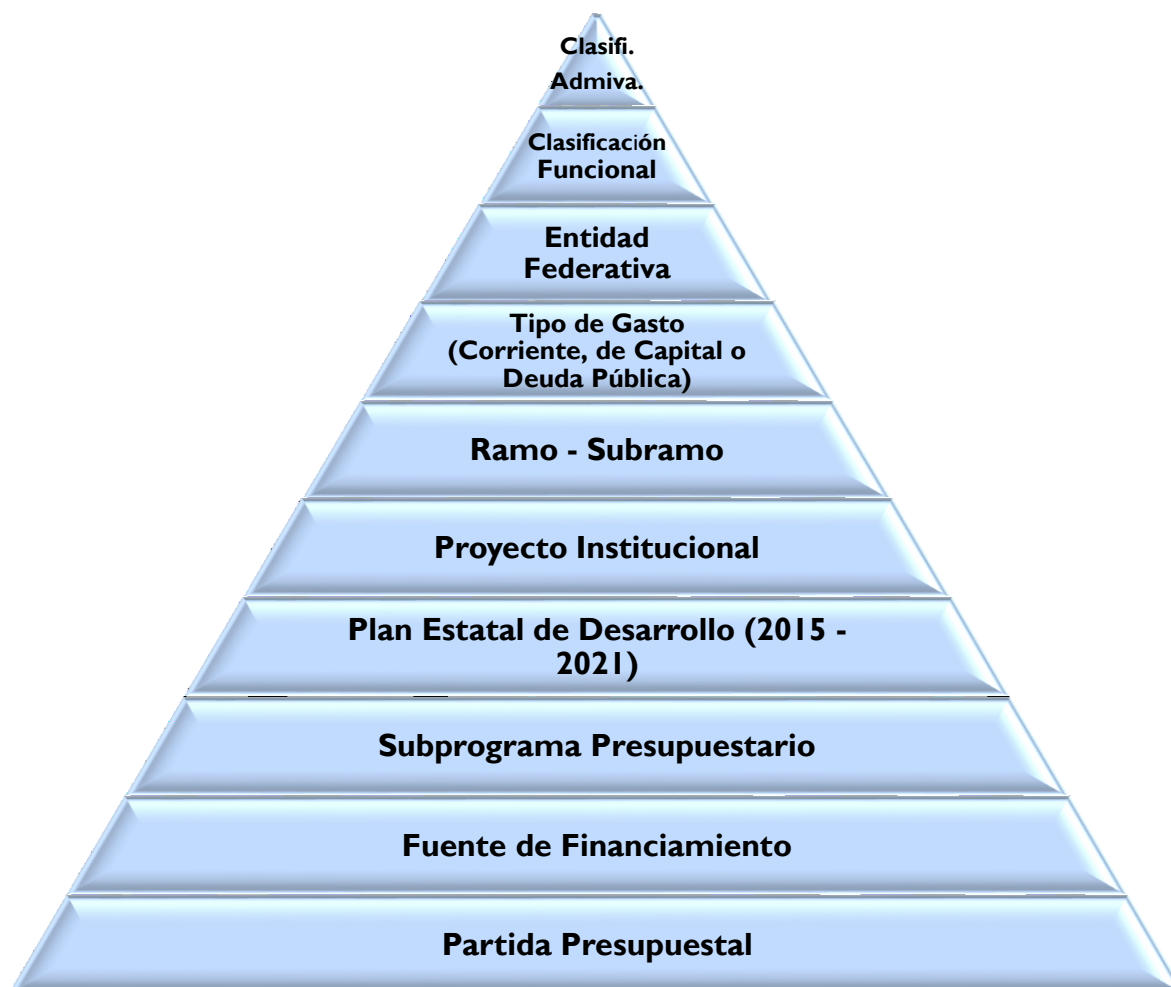 Clasifi.
Admiva.
Clasificación
Funcional
Entidad
Federativa
Tipo de Gasto
(Corriente, de Capital o
Deuda Pública)
Ramo - Subramo
Proyecto Institucional
Plan Estatal de Desarrollo (2015 -
2021)
Subprograma Presupuestario
Fuente de Financiamiento
Partida Presupuestal